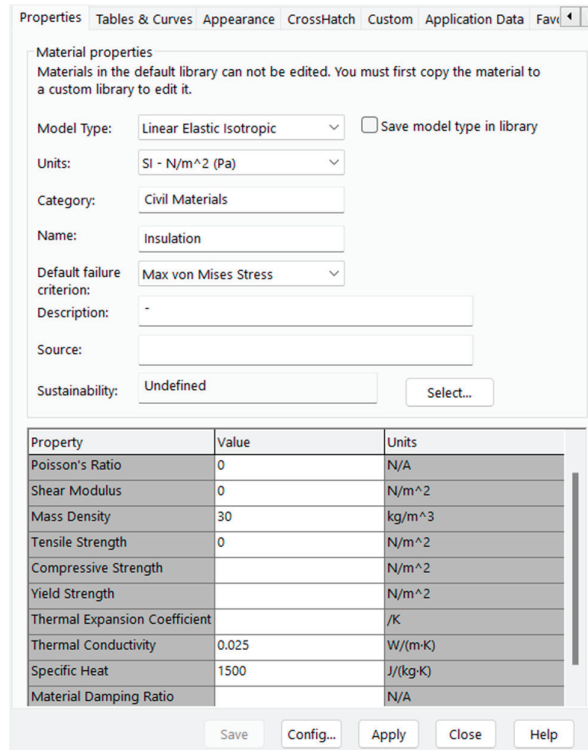 Properties Tables & Curves Appearance CrossHatch Custom Application Data Favo
Material properties
Materials in the default library can not be edited. You must first copy the material to
a custom library to edit it.
Model Type: Linear Elastic Isotropic Save model type in library
Units: SI - N/m^2 (Pa)
Category: Civil Materials
Name: Insulation
Default failure criterion: Max von Mises Stress
Description: -
Source:
Sustainability: Undefined Select...
Property Value Units
Poisson's Ratio 0 N/A
Shear Modulus 0 N/m^2
Mass Density 30 kg/m^3
Tensile Strength 0 N/m^2
Compressive Strength N/m^2
Yield Strength N/m^2
Thermal Expansion Coefficient /K
Thermal Conductivity 0.025 W/(m·K)
Specific Heat 1500 J/(kg·K)
Material Damping Ratio N/A
Save Config... Apply Close Help